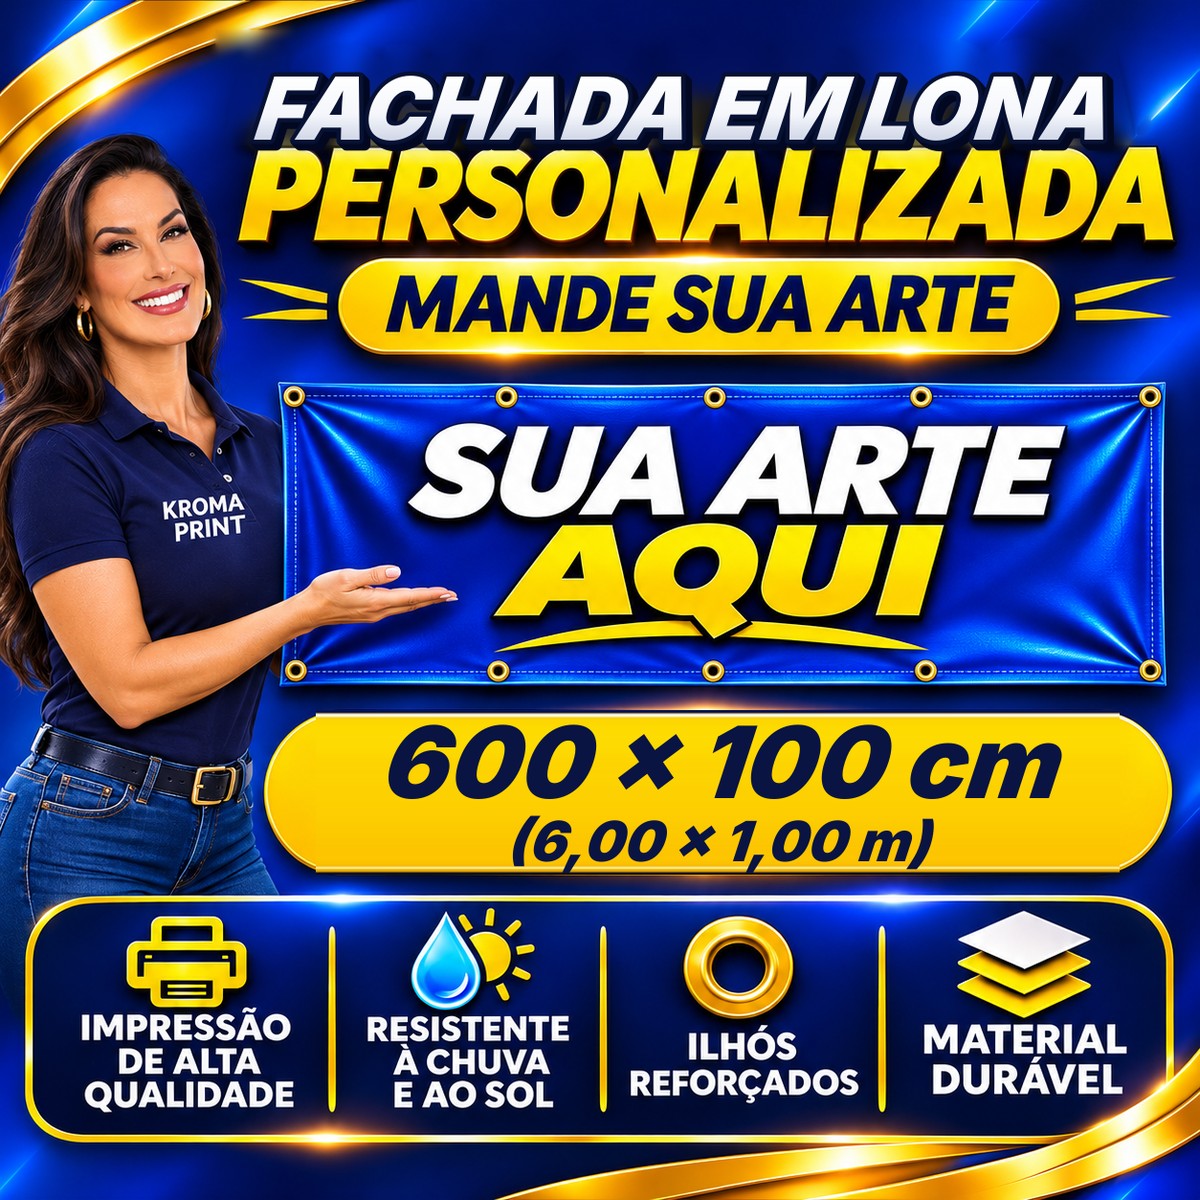 FACHADA EM LONA
PERSONALIZADA
MANDE SUA ARTE
SUA ARTE
AQUI
KROMA
PRINT
600 × 100 cm
(6,00 × 1,00 m)
IMPRESSÃO
DE ALTA
QUALIDADE
RESISTENTE
À CHUVA
E AO SOL
ILHÓS
REFORÇADOS
MATERIAL
DURÁVEL